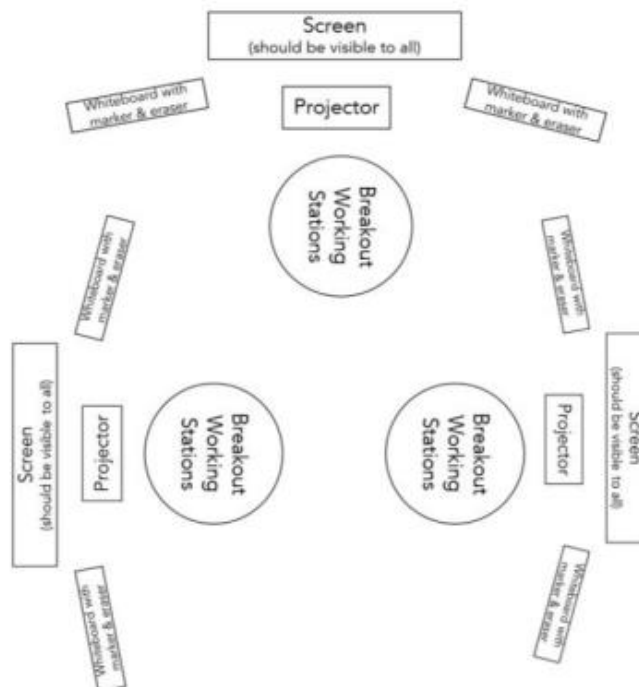 Screen
(should be visible to all)
Whiteboard with
marker & eraser
Projector
Whiteboard with
marker & eraser
Breakout
Working
Stations
Whiteboard with
marker & eraser
Whiteboard with
marker & eraser
Screen
(should be visible to all)
Projector
Breakout
Working
Stations
Breakout
Working
Stations
Projector
Screen
(should be visible to all)
Whiteboard with
marker & eraser
Whiteboard with
marker & eraser